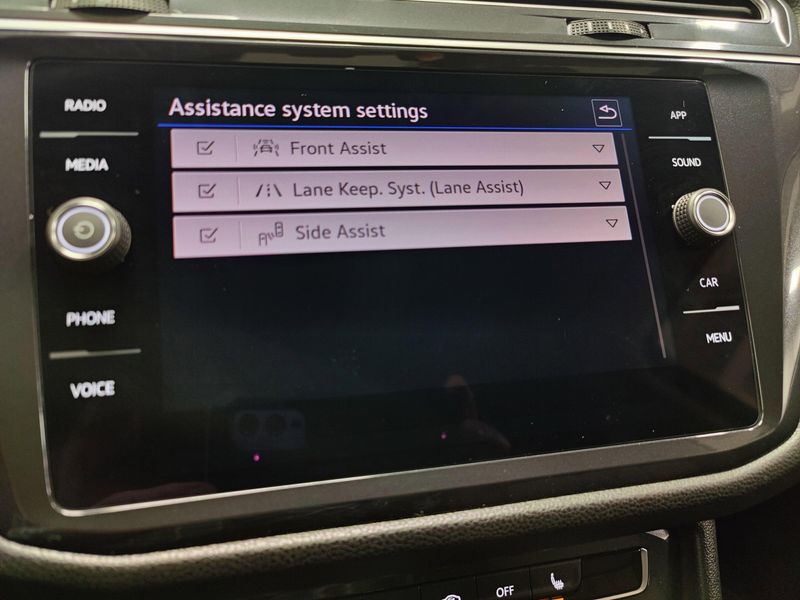 RADIO
MEDIA
PHONE
VOICE
Assistance system settings
Front Assist
Lane Keep. Syst. (Lane Assist)
Side Assist
APP
SOUND
CAR
MENU
OFF